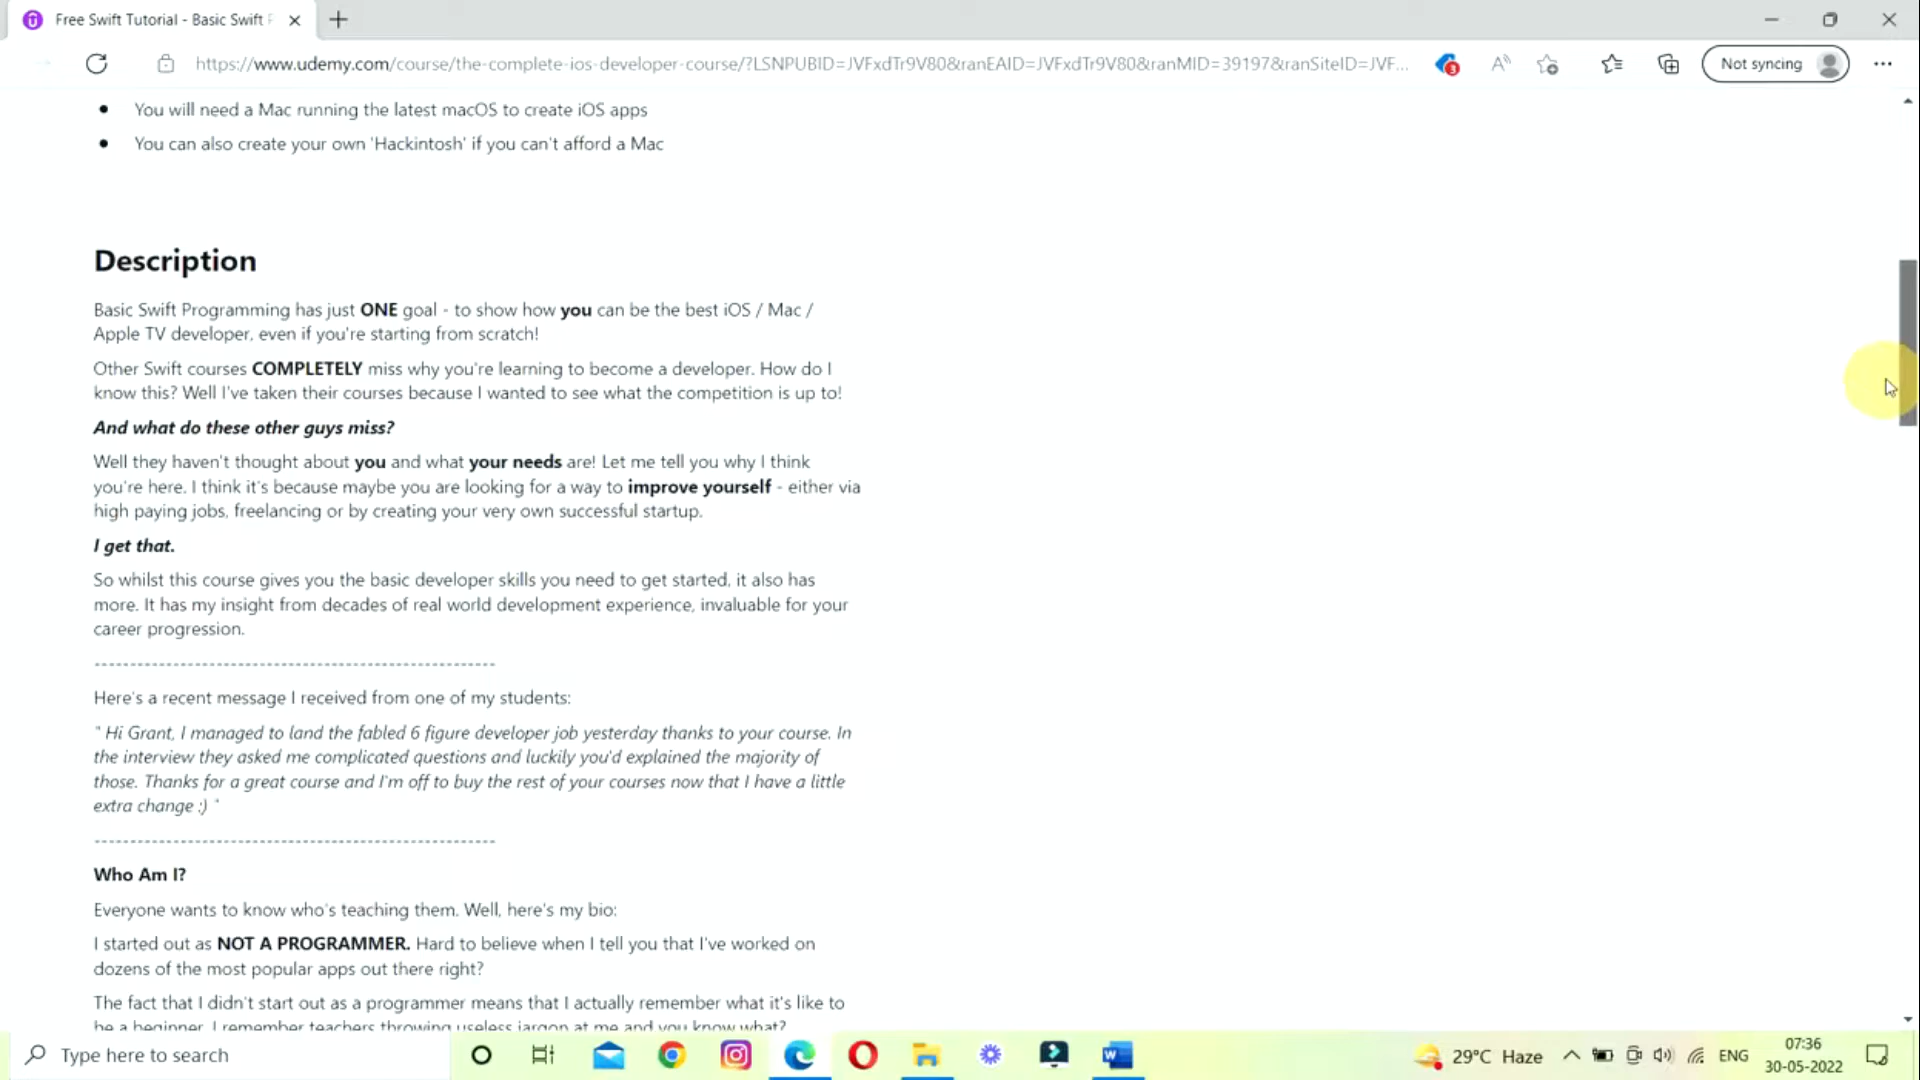 Free Swift Tutorial - Basic Swift
https://www.udemy.com/course/the-complete-ios-developer-course/?LSNPUBID=JVFxdTr9V80&ranEAID=JVFxdTr9V80&ranMID=39197&ranSiteID=JVF...
3
Not syncing
You will need a Mac running the latest macOS to create iOS apps
You can also create your own 'Hackintosh' if you can't afford a Mac
Description
Basic Swift Programming has just ONE goal - to show how you can be the best iOS / Mac /
Apple TV developer, even if you're starting from scratch!
Other Swift courses COMPLETELY miss why you're learning to become a developer. How do I
know this? Well I've taken their courses because I wanted to see what the competition is up to!
And what do these other guys miss?
Well they haven't thought about you and what your needs are! Let me tell you why I think
you're here. I think it's because maybe you are looking for a way to improve yourself - either via
high paying jobs, freelancing or by creating your very own successful startup.
I get that.
So whilst this course gives you the basic developer skills you need to get started, it also has
more. It has my insight from decades of real world development experience, invaluable for your
career progression.
-------------------------------------------------------
Here's a recent message I received from one of my students:
" Hi Grant, I managed to land the fabled 6 figure developer job yesterday thanks to your course. In
the interview they asked me complicated questions and luckily you'd explained the majority of
those. Thanks for a great course and I'm off to buy the rest of your courses now that I have a little
extra change :) "
-------------------------------------------------------
Who Am I?
Everyone wants to know who's teaching them. Well, here's my bio:
I started out as NOT A PROGRAMMER. Hard to believe when I tell you that I've worked on
dozens of the most popular apps out there right?
The fact that I didn't start out as a programmer means that I actually remember what it's like to
be a beginner. I remember teachers throwing useless jargon at me and you know what?
Type here to search
29°C Haze
ENG
07:36
30-05-2022